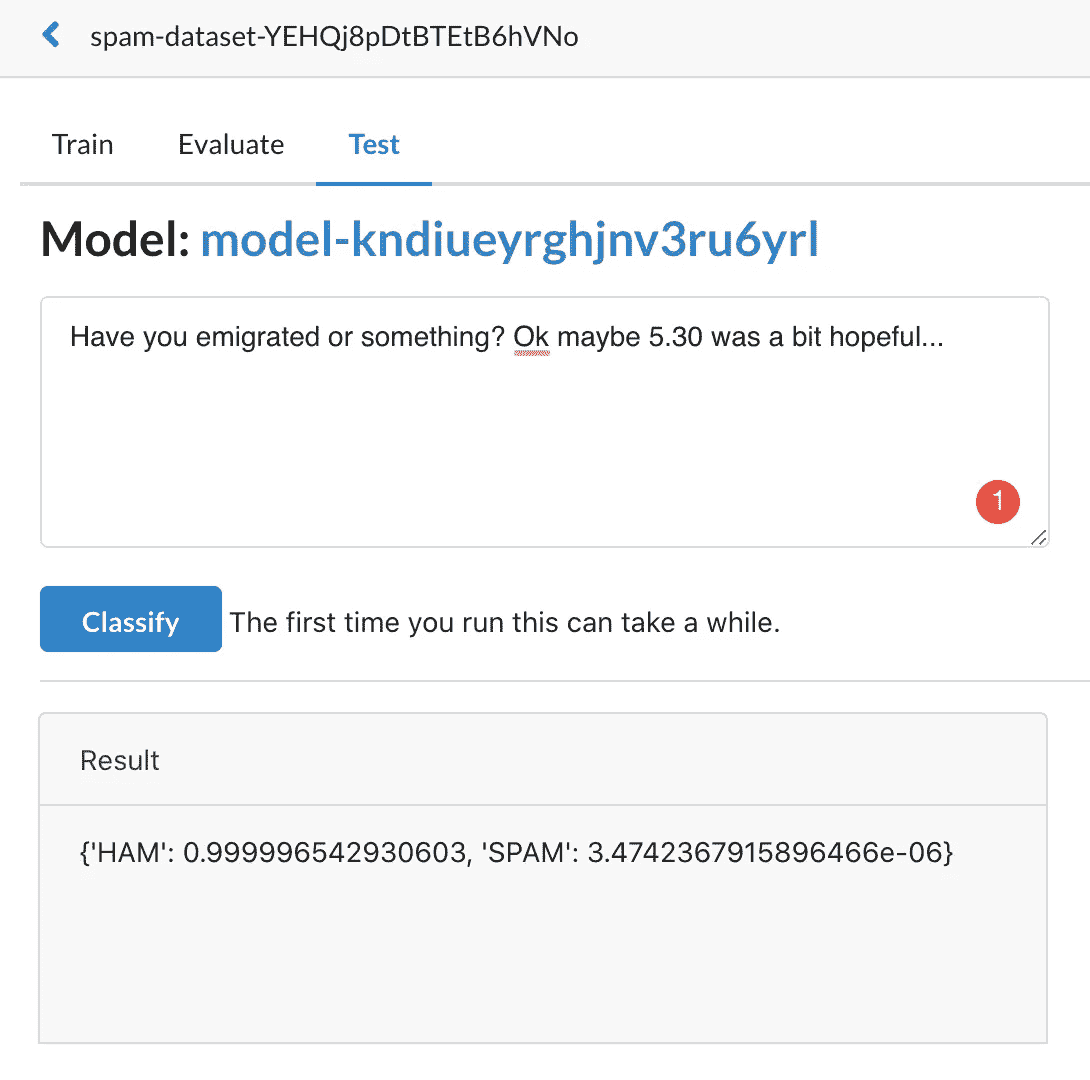 spam-dataset-YEHQj8pDtBTEtB6hVNo
Train Evaluate Test
Model: model-kndiueyrghjnv3ru6yrl
Have you emigrated or something? Ok maybe 5.30 was a bit hopeful...
1
Classify The first time you run this can take a while.
Result
{'HAM': 0.999996542930603, 'SPAM': 3.4742367915896466e-06}